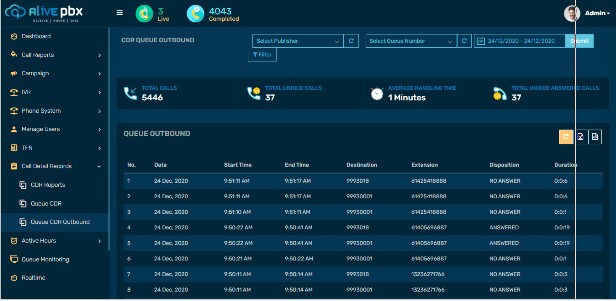 ALIVE pbx
RECEIVE | ROUTE | DIAL
3
Live
4043
Completed
Admin
Dashboard
Call Reports
Campaign
IVR
Phone System
Manage Users
TFN
Call Detail Records
CDR Reports
Queue CDR
Queue CDR Outbound
Active Hours
Queue Monitoring
Realtime
CDR QUEUE OUTBOUND
Select Publisher
Select Queue Number
24/12/2020 - 24/12/2020
Submit
Filter
TOTAL CALLS
5446
TOTAL UNIQUE CALLS
37
AVERAGE HANDLING TIME
1 Minutes
TOTAL UNIQUE ANSWERED CALLS
37
QUEUE OUTBOUND
No. Date Start Time End Time Destination Extension Disposition Duration
1 24 Dec, 2020 9:51:11 AM 9:51:17 AM 9993018 61425418888 NO ANSWER 0:0:6
2 24 Dec, 2020 9:51:11 AM 9:51:17 AM 99930001 61425418888 NO ANSWER 0:0:6
3 24 Dec, 2020 9:51:10 AM 9:51:11 AM 99930001 61425418888 NO ANSWER 0:0:1
4 24 Dec, 2020 9:50:22 AM 9:50:41 AM 9993018 61405696887 ANSWERED 0:0:19
5 24 Dec, 2020 9:50:22 AM 9:50:41 AM 99930001 61405696887 ANSWERED 0:0:19
6 24 Dec, 2020 9:50:21 AM 9:50:22 AM 99930001 61405696887 NO ANSWER 0:0:1
7 24 Dec, 2020 9:50:11 AM 9:50:14 AM 9993018 13236271766 NO ANSWER 0:0:3
8 24 Dec, 2020 9:50:11 AM 9:50:14 AM 99930001 13236271766 NO ANSWER 0:0:3